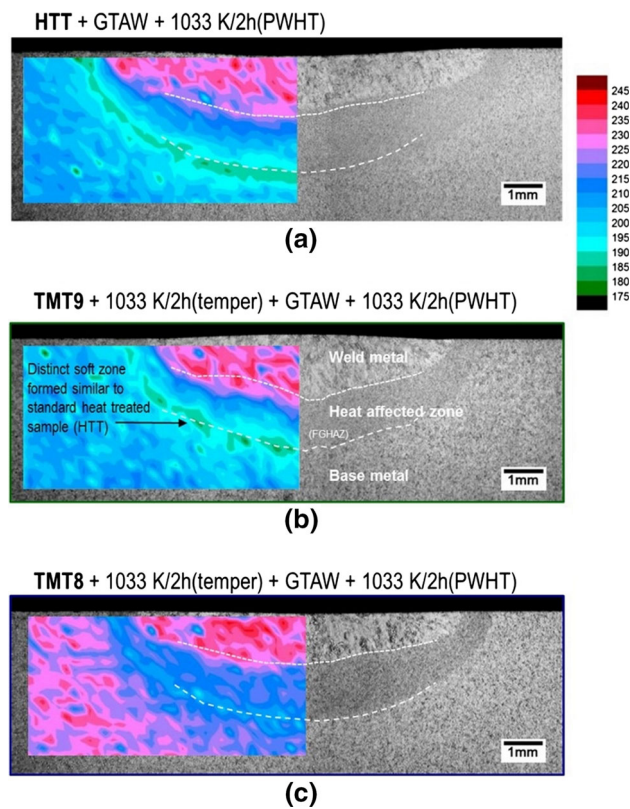 HTT + GTAW + 1033 K/2h(PWHT)
1mm
(a)
245
240
235
230
225
220
215
210
205
200
195
190
185
180
175
TMT9 + 1033 K/2h(temper) + GTAW + 1033 K/2h(PWHT)
Distinct soft zone
formed similar to
standard heat treated
sample (HTT)
Weld metal
Heat affected zone
(FGHAZ)
Base metal
1mm
(b)
TMT8 + 1033 K/2h(temper) + GTAW + 1033 K/2h(PWHT)
1mm
(c)